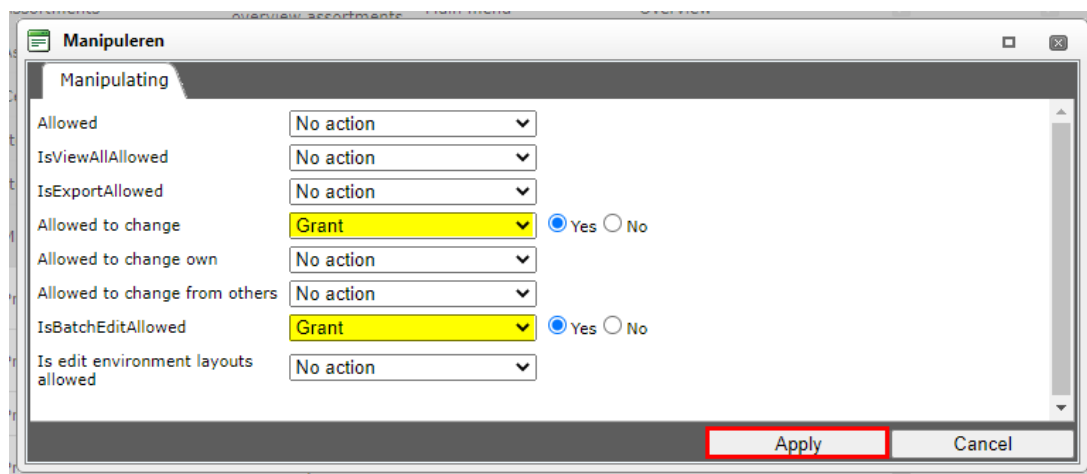 overview assortments Main menu Overview
Manipuleren
Manipulating
Allowed No action
IsViewAllAllowed No action
IsExportAllowed No action
Allowed to change Grant Yes No
Allowed to change own No action
Allowed to change from others No action
IsBatchEditAllowed Grant Yes No
Is edit environment layouts
allowed No action
Apply Cancel